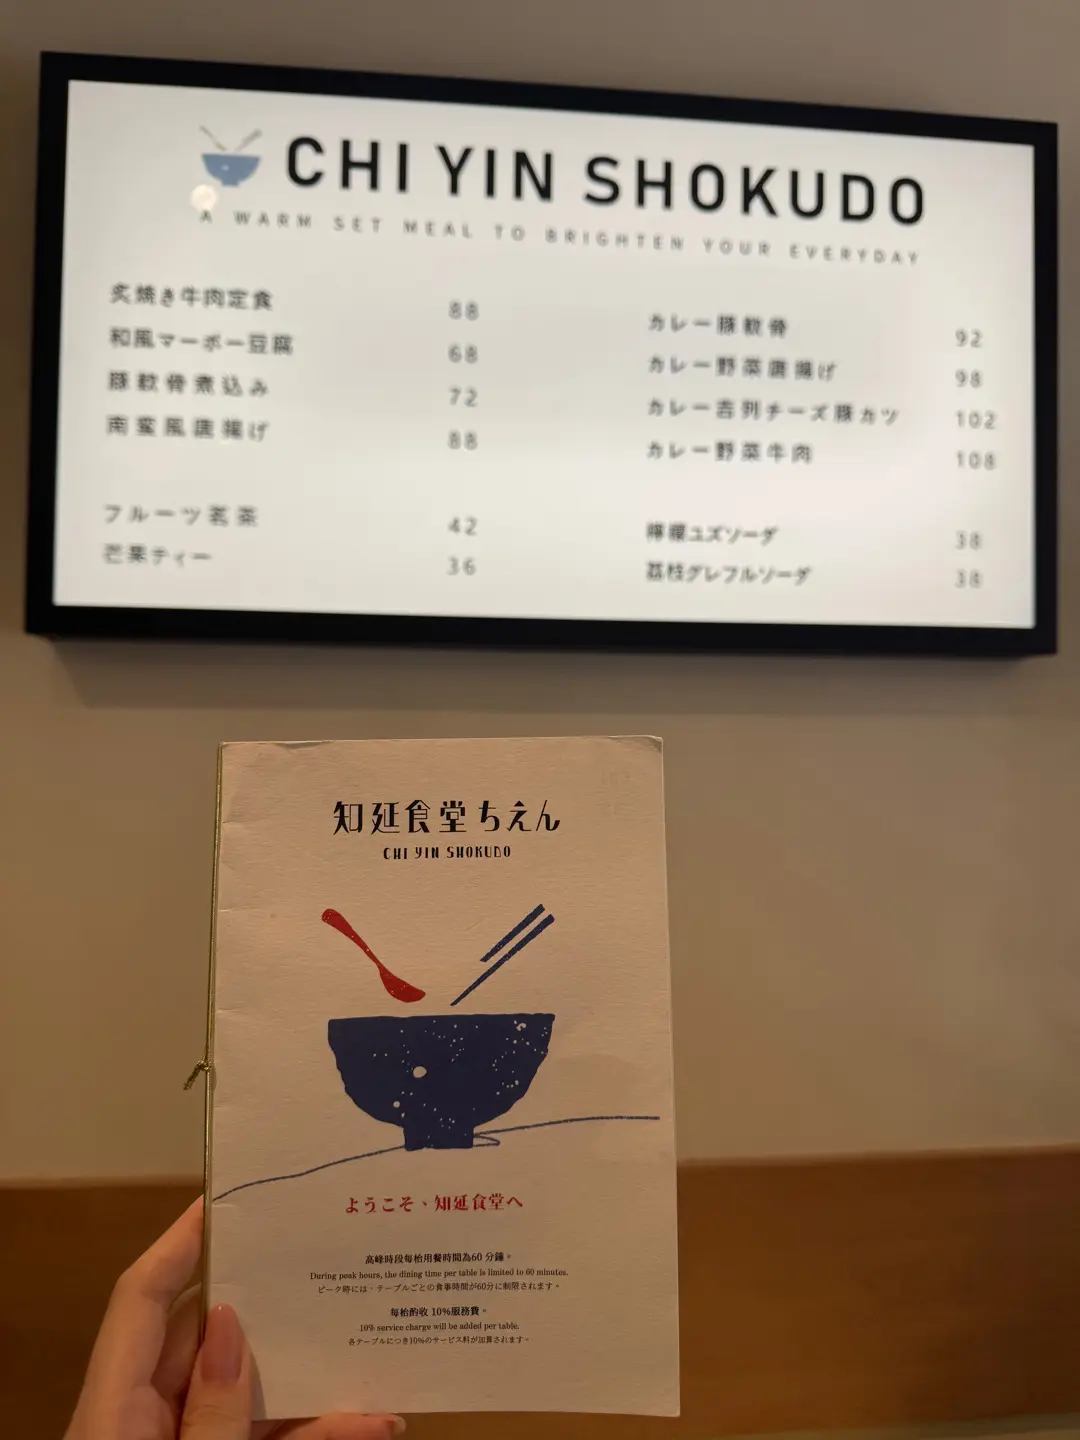 CHI YIN SHOKUDO
A WARM SET MEAL TO BRIGHTEN YOUR EVERYDAY
炙焼き牛肉定食 88
和風マーボー豆腐 68
豚軟骨煮込み 72
南蛮風唐揚げ 88
フルーツ茗茶 42
芒果ティー 36
カレー豚軟骨 92
カレー野菜唐揚げ 98
カレー吉列チーズ豚カツ 102
カレー野菜牛肉 108
檸檬ユズソーダ 38
荔枝グレフルソーダ 38
知延食堂ちえん
CHI YIN SHOKUDO
ようこそ、知延食堂へ
高峰時段每枱用餐時間為60 分鐘。
During peak hours, the dining time per table is limited to 60 minutes.
ピーク時には、テーブルごとの食事時間が60分に制限されます。
每枱酌收 10%服務費。
10% service charge will be added per table.
各テーブルにつき10%のサービス料が加算されます。